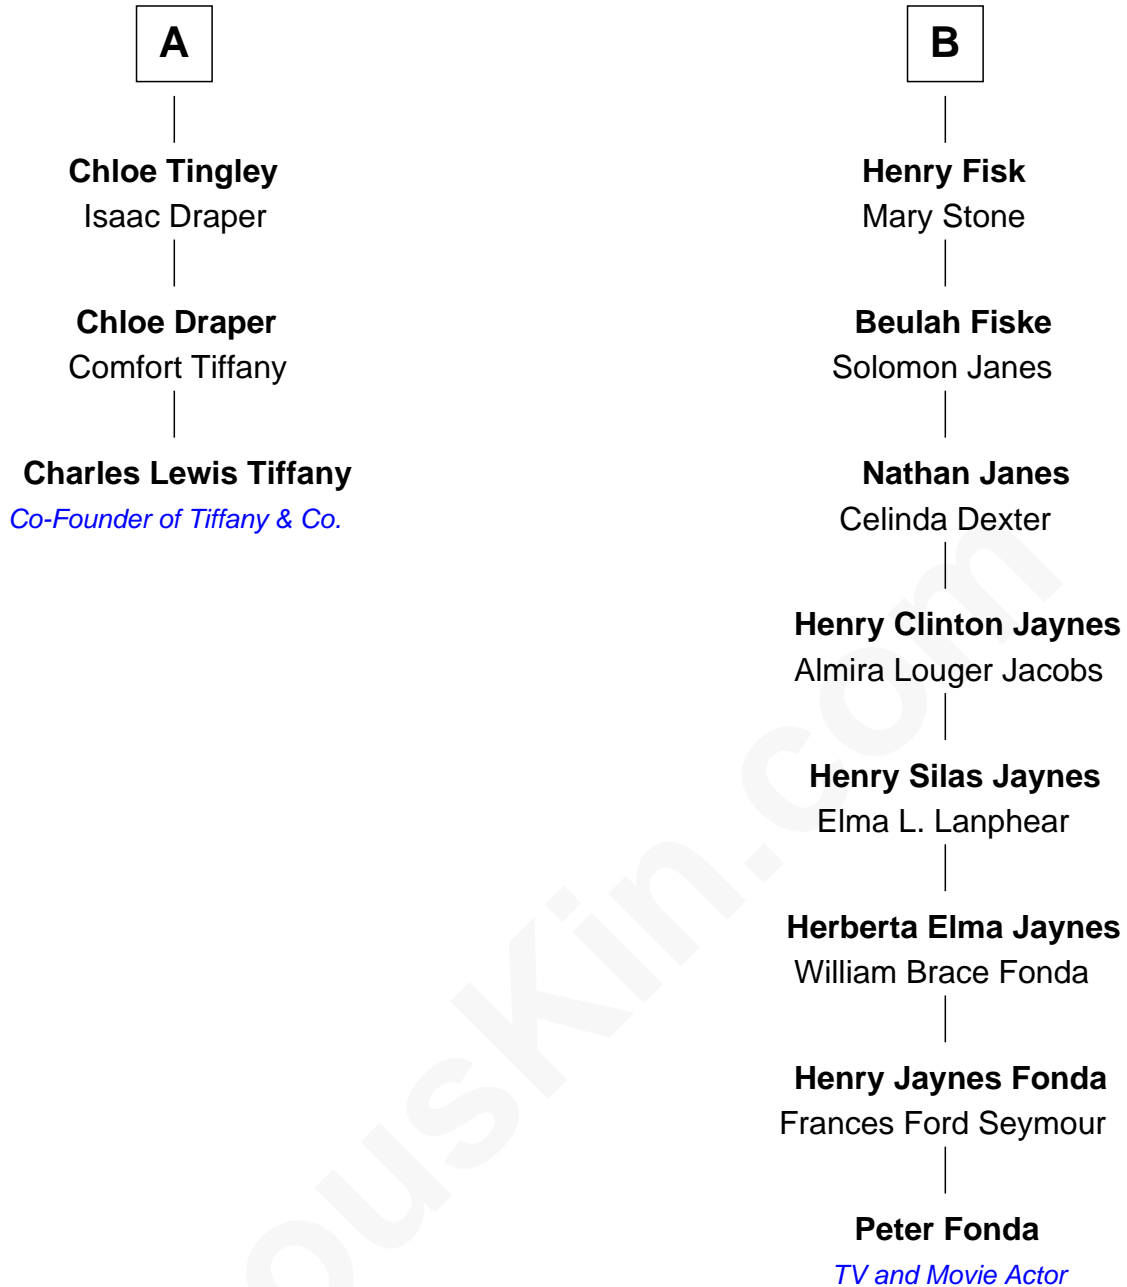 A
Chloe Tingley
Isaac Draper
Chloe Draper
Comfort Tiffany
Charles Lewis Tiffany
Co-Founder of Tiffany & Co.
B
Henry Fisk
Mary Stone
Beulah Fiske
Solomon Janes
Nathan Janes
Celinda Dexter
Henry Clinton Jaynes
Almira Louger Jacobs
Henry Silas Jaynes
Elma L. Lanphear
Herberta Elma Jaynes
William Brace Fonda
Henry Jaynes Fonda
Frances Ford Seymour
Peter Fonda
TV and Movie Actor
ousKin.com